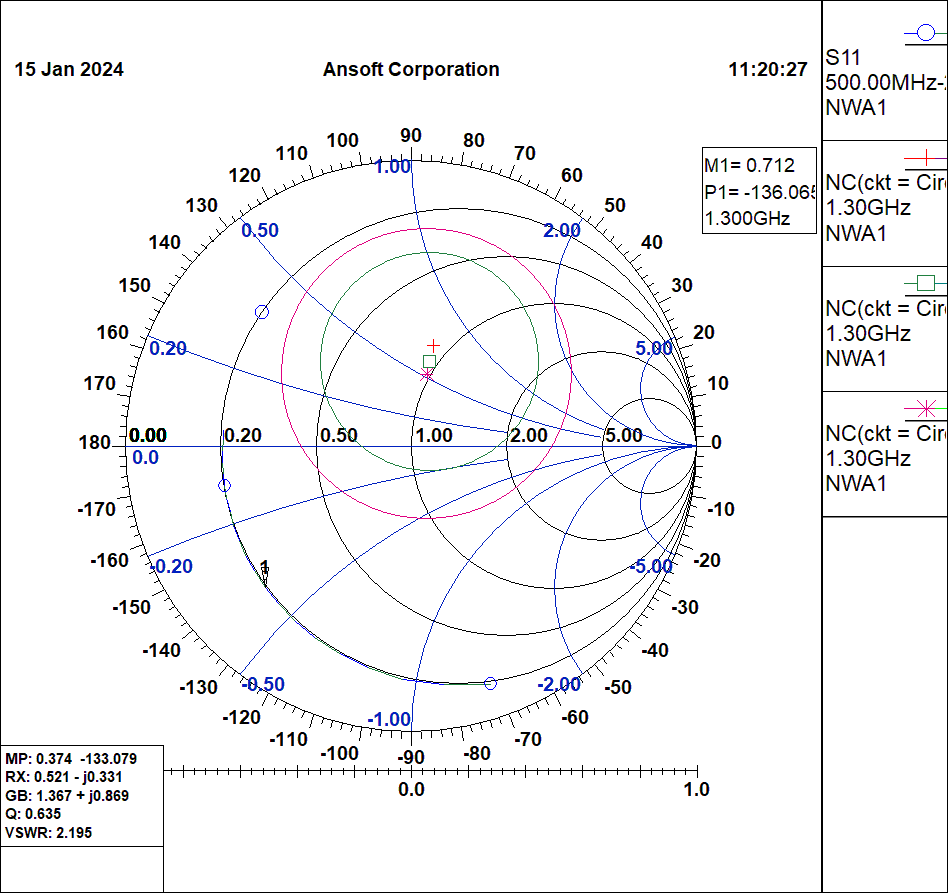 15 Jan 2024
Ansoft Corporation
11:20:27
S11
500.00MHz-
NWA1
NC(ckt = Cir
1.30GHz
NWA1
NC(ckt = Cir
1.30GHz
NWA1
NC(ckt = Cir
1.30GHz
NWA1
M1= 0.712
P1= -136.065
1.300GHz
90
100
80
110
70
120
60
130
50
140
40
150
30
160
20
170
10
180
0
-170
-10
-160
-20
-150
-30
-140
-40
-130
-50
-120
-60
-110
-70
-100
-80
-90
1.00
0.50
2.00
0.20
5.00
0.00
0.20
0.50
1.00
2.00
5.00
0.0
-0.20
-5.00
1
-0.50
-2.00
-1.00
0.0
1.0
MP: 0.374 -133.079
RX: 0.521 - j0.331
GB: 1.367 + j0.869
Q: 0.635
VSWR: 2.195